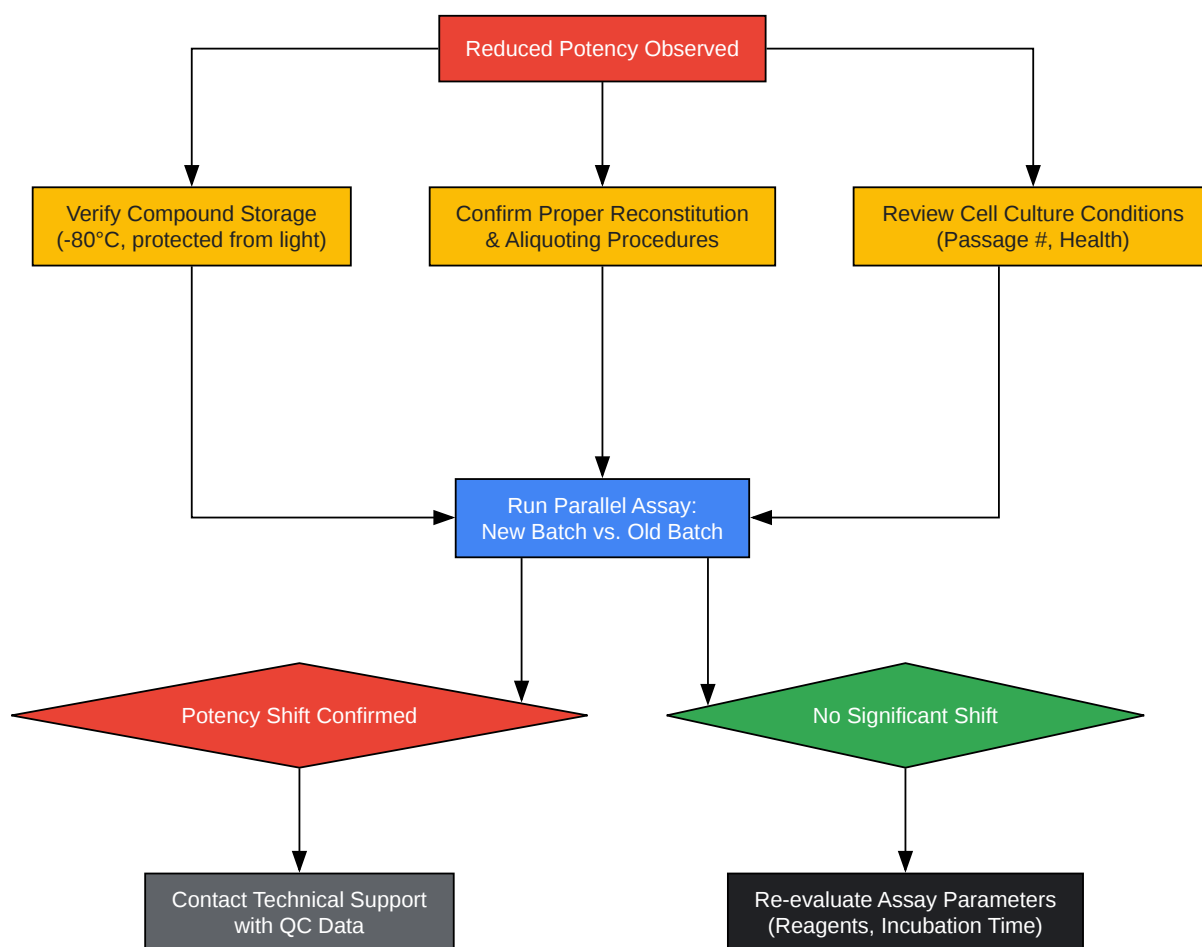 Reduced Potency Observed
Verify Compound Storage
(-80°C, protected from light)
Confirm Proper Reconstitution
& Aliquoting Procedures
Review Cell Culture Conditions
(Passage #, Health)
Run Parallel Assay:
New Batch vs. Old Batch
Potency Shift Confirmed
No Significant Shift
Contact Technical Support
with QC Data
Re-evaluate Assay Parameters
(Reagents, Incubation Time)